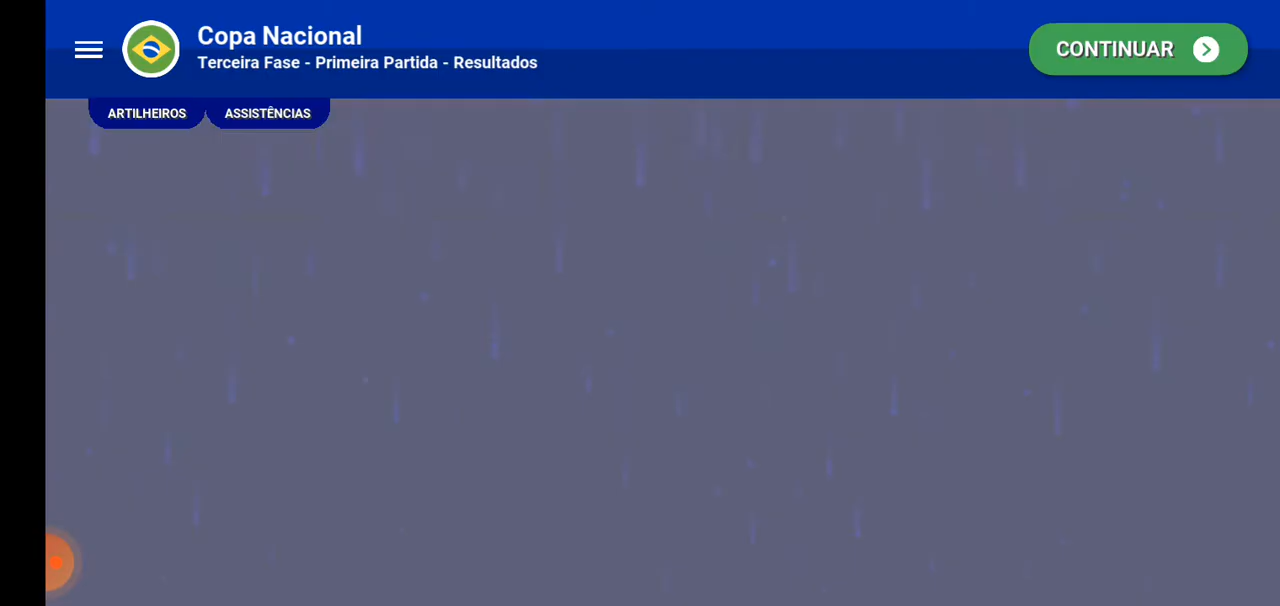 Copa Nacional
Terceira Fase - Primeira Partida - Resultados
CONTINUAR
ARTILHEIROS
ASSISTÊNCIAS